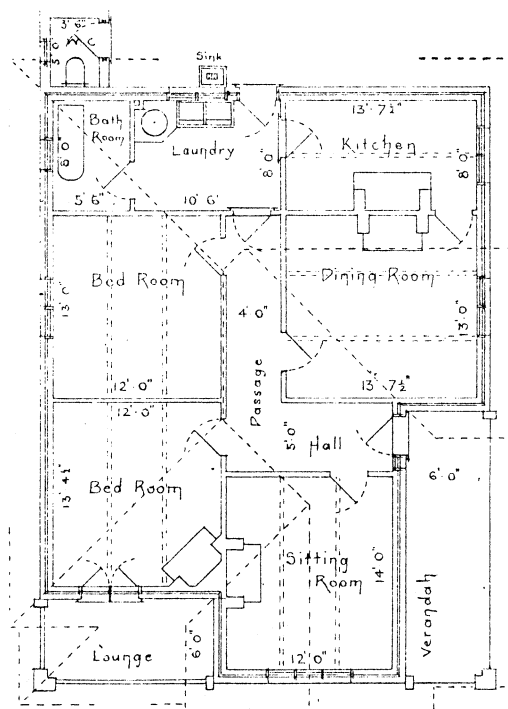 3' 6"
5' 0"
W C
Sink
Bath
Room
8' 0"
5' 6"
Laundry
10' 6'
8' 0"
13' 7½"
Kitchen
8' 0"
Bed Room
13' 0"
12' 0"
4' 0"
Passage
Dining Room
13' 0"
13' 7½"
12' 0"
Bed Room
13' 4½"
5' 0"
Hall
6' 0"
Sitting
Room
14' 0"
12' 0"
Verandah
Lounge
6' 0"